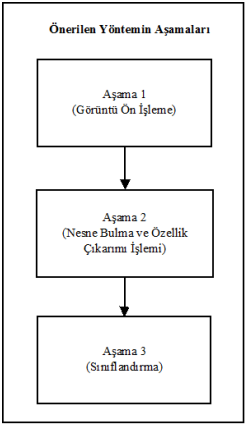 Önerilen Yöntemin Aşamaları
Aşama 1
(Görüntü Ön İşleme)
Aşama 2
(Nesne Bulma ve Özellik
Çıkarımı İşlemi)
Aşama 3
(Sınıflandırma)